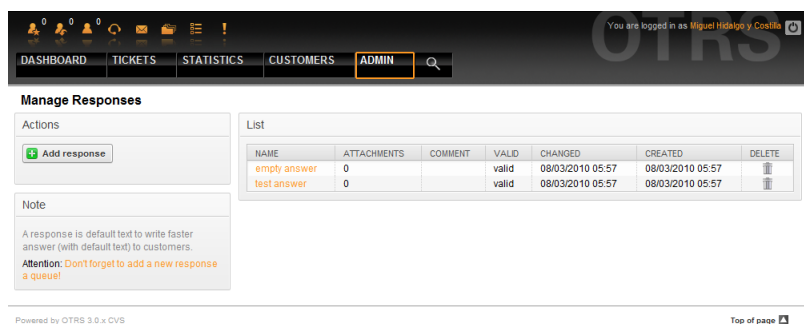 0 0 0
OTRS
You are logged in as Miguel Hidalgo y Costilla
DASHBOARD TICKETS STATISTICS CUSTOMERS ADMIN
Manage Responses
Actions
Add response
Note
A response is default text to write faster
answer (with default text) to customers.
Attention: Don't forget to add a new response
a queue!
List
NAME ATTACHMENTS COMMENT VALID CHANGED CREATED DELETE
empty answer 0 valid 08/03/2010 05:57 08/03/2010 05:57
test answer 0 valid 08/03/2010 05:57 08/03/2010 05:57
Powered by OTRS 3.0.x CVS
Top of page